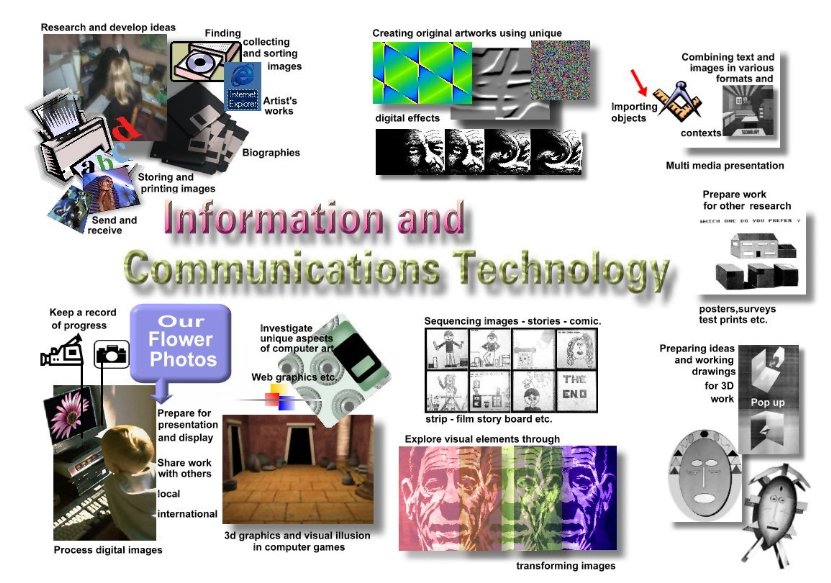 Research and develop ideas
Finding
collecting
and sorting
images
Internet
Explorer
Artist's
works
Biographies
a b c d
Storing and
printing images
Send and
receive
Creating original artworks using unique
digital effects
Combining text and
images in various
formats and
Importing
objects
contexts
TECHNOLOGY
Multi media presentation
Information and
Communications Technology
Prepare work
for other research
WHICH ONE DO YOU PREFER ?
posters,surveys
test prints etc.
Keep a record
of progress
Our
Flower
Photos
Prepare for
presentation
and display
Share work
with others
local
international
Process digital images
Investigate
unique aspects
of computer art
Web graphics etc.
3d graphics and visual illusion
in computer games
Sequencing images - stories - comic.
THE
END
strip - film story board etc.
Explore visual elements through
transforming images
Preparing ideas
and working
drawings
for 3D
work
Pop up